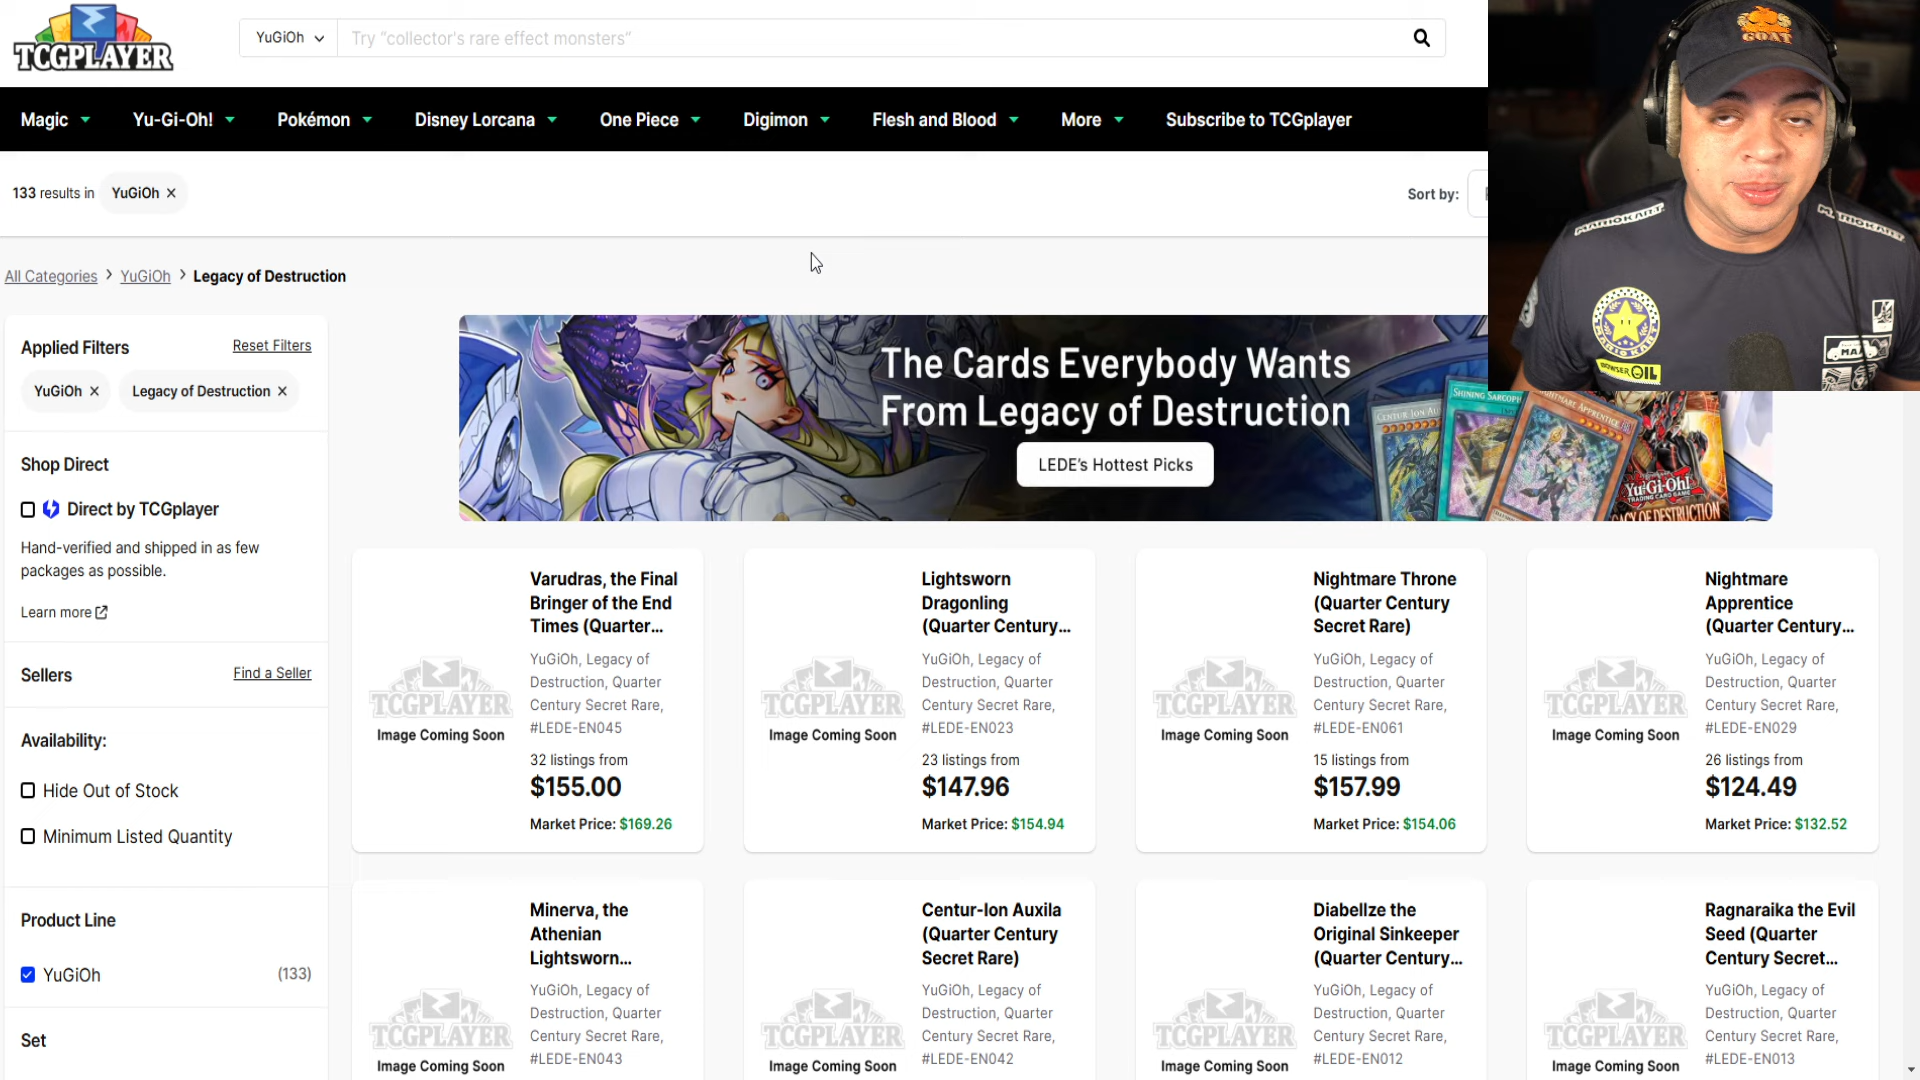 TCGPLAYER
YuGiOh
Try “collector's rare effect monsters”
GOAT
Magic
Yu-Gi-Oh!
Pokémon
Disney Lorcana
One Piece
Digimon
Flesh and Blood
More
Subscribe to TCGplayer
133 results in
YuGiOh ×
Sort by:
MARIOKART
MARIOKART
BOWSER OIL
All Categories > YuGiOh > Legacy of Destruction
Applied Filters
Reset Filters
YuGiOh ×
Legacy of Destruction ×
The Cards Everybody Wants
From Legacy of Destruction
LEDE's Hottest Picks
Yu-Gi-Oh!
TRADING CARD GAME
Shop Direct
Direct by TCGplayer
Hand-verified and shipped in as few
packages as possible.
Learn more
Sellers
Find a Seller
Availability:
Hide Out of Stock
Minimum Listed Quantity
Product Line
YuGiOh
(133)
Set
TCGPLAYER
Image Coming Soon
Varudras, the Final
Bringer of the End
Times (Quarter...
YuGiOh, Legacy of
Destruction, Quarter
Century Secret Rare,
#LEDE-EN045
32 listings from
$155.00
Market Price: $169.26
TCGPLAYER
Image Coming Soon
Lightsworn
Dragonling
(Quarter Century...
YuGiOh, Legacy of
Destruction, Quarter
Century Secret Rare,
#LEDE-EN023
23 listings from
$147.96
Market Price: $154.94
TCGPLAYER
Image Coming Soon
Nightmare Throne
(Quarter Century
Secret Rare)
YuGiOh, Legacy of
Destruction, Quarter
Century Secret Rare,
#LEDE-EN061
15 listings from
$157.99
Market Price: $154.06
TCGPLAYER
Image Coming Soon
Nightmare
Apprentice
(Quarter Century...
YuGiOh, Legacy of
Destruction, Quarter
Century Secret Rare,
#LEDE-EN029
26 listings from
$124.49
Market Price: $132.52
TCGPLAYER
Image Coming Soon
Minerva, the
Athenian
Lightsworn...
YuGiOh, Legacy of
Destruction, Quarter
Century Secret Rare,
#LEDE-EN043
TCGPLAYER
Image Coming Soon
Centur-Ion Auxila
(Quarter Century
Secret Rare)
YuGiOh, Legacy of
Destruction, Quarter
Century Secret Rare,
#LEDE-EN042
TCGPLAYER
Image Coming Soon
Diabellze the
Original Sinkeeper
(Quarter Century...
YuGiOh, Legacy of
Destruction, Quarter
Century Secret Rare,
#LEDE-EN012
TCGPLAYER
Image Coming Soon
Ragnaraika the Evil
Seed (Quarter
Century Secret...
YuGiOh, Legacy of
Destruction, Quarter
Century Secret Rare,
#LEDE-EN013